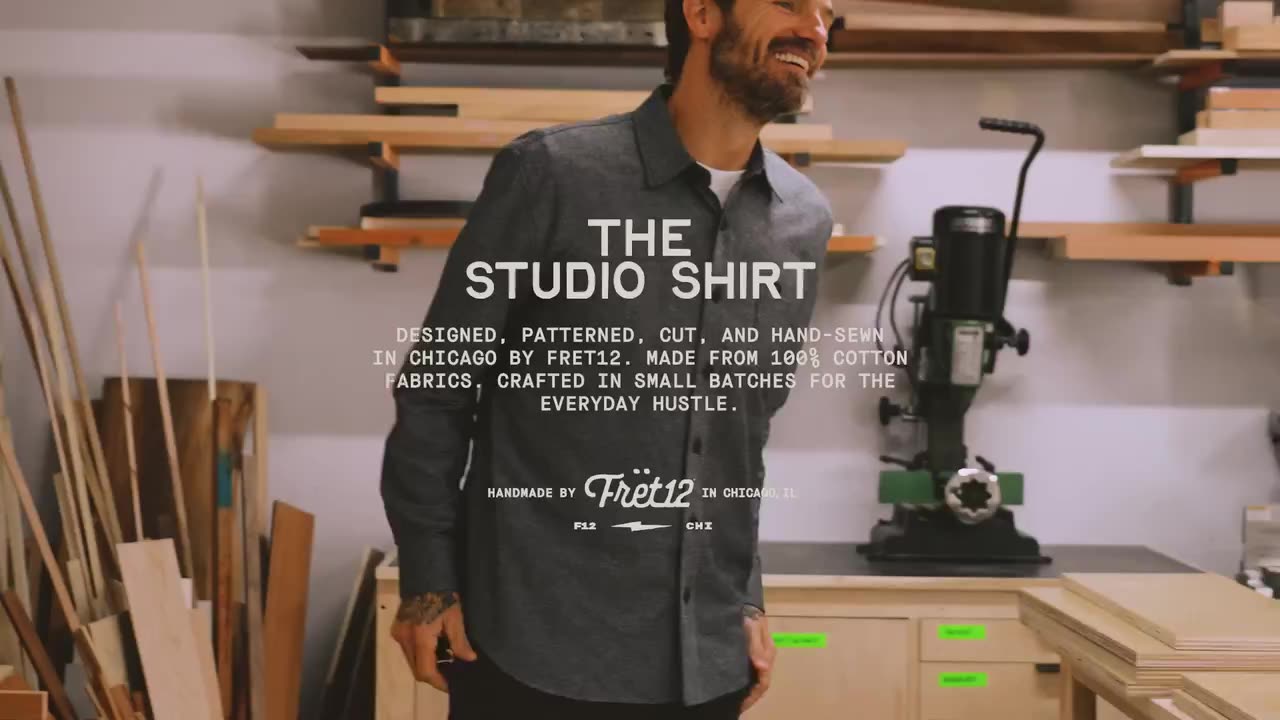 THE
STUDIO SHIRT
DESIGNED, PATTERNED, CUT, AND HAND-SEWN
IN CHICAGO BY FRET12. MADE FROM 100% COTTON
FABRICS. CRAFTED IN SMALL BATCHES FOR THE
EVERYDAY HUSTLE.
HANDMADE BY Frët12 IN CHICAGO, IL
F12 CHI